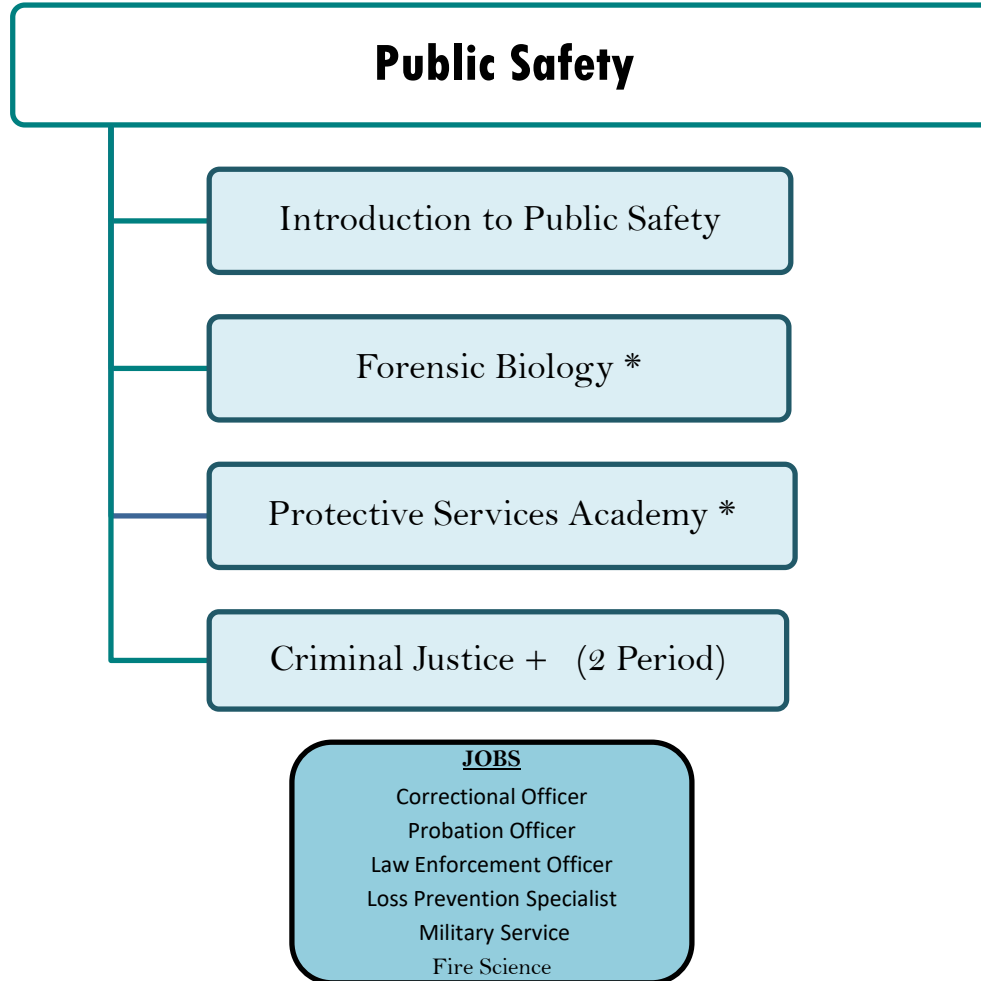 Public Safety
Introduction to Public Safety
Forensic Biology *
Protective Services Academy *
Criminal Justice + (2 Period)
JOBS
Correctional Officer
Probation Officer
Law Enforcement Officer
Loss Prevention Specialist
Military Service
Fire Science